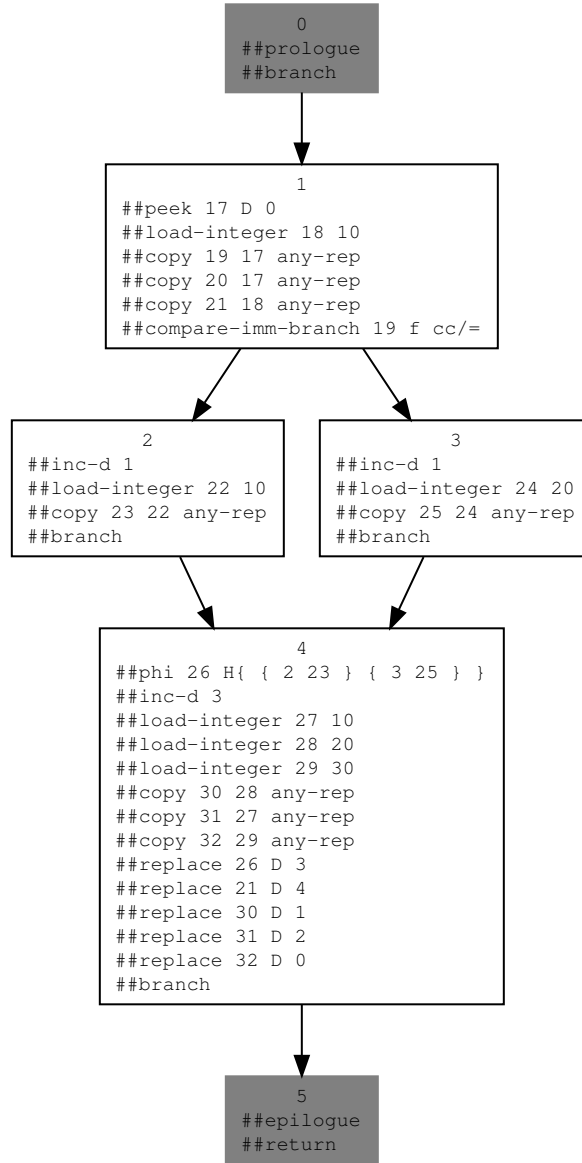 0
##prologue
##branch
1
##peek 17 D 0
##load-integer 18 10
##copy 19 17 any-rep
##copy 20 17 any-rep
##copy 21 18 any-rep
##compare-imm-branch 19 f cc/=
2
##inc-d 1
##load-integer 22 10
##copy 23 22 any-rep
##branch
3
##inc-d 1
##load-integer 24 20
##copy 25 24 any-rep
##branch
4
##phi 26 H{ { 2 23 } { 3 25 } }
##inc-d 3
##load-integer 27 10
##load-integer 28 20
##load-integer 29 30
##copy 30 28 any-rep
##copy 31 27 any-rep
##copy 32 29 any-rep
##replace 26 D 3
##replace 21 D 4
##replace 30 D 1
##replace 31 D 2
##replace 32 D 0
##branch
5
##epilogue
##return